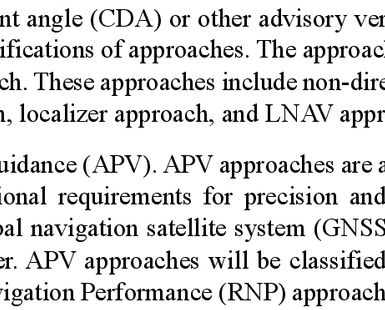 nt angle (CDA) or other advisory ver
ifications of approaches. The approac
ch. These approaches include non-dire
n, localizer approach, and LNAV appr
uidance (APV). APV approaches are a
ional requirements for precision and
bal navigation satellite system (GNSS
er. APV approaches will be classified
vigation Performance (RNP) approach